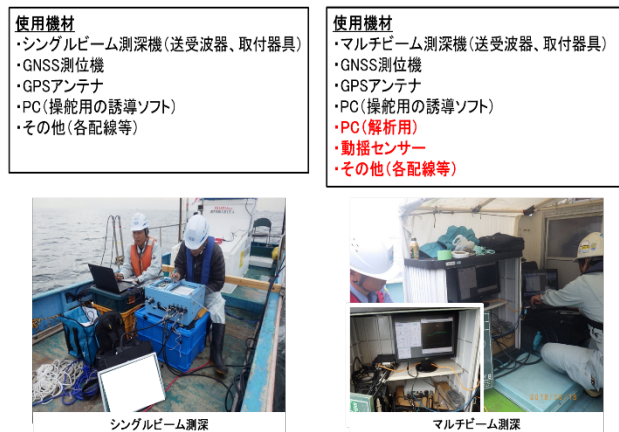 使用機材
・シングルビーム測深機(送受波器、取付器具)
・GNSS測位機
・GPSアンテナ
・PC(操舵用の誘導ソフト)
・その他(各配線等)
使用機材
・マルチビーム測深機(送受波器、取付器具)
・GNSS測位機
・GPSアンテナ
・PC(操舵用の誘導ソフト)
・PC(解析用)
・動揺センサー
・その他(各配線等)
シングルビーム測深
マルチビーム測深